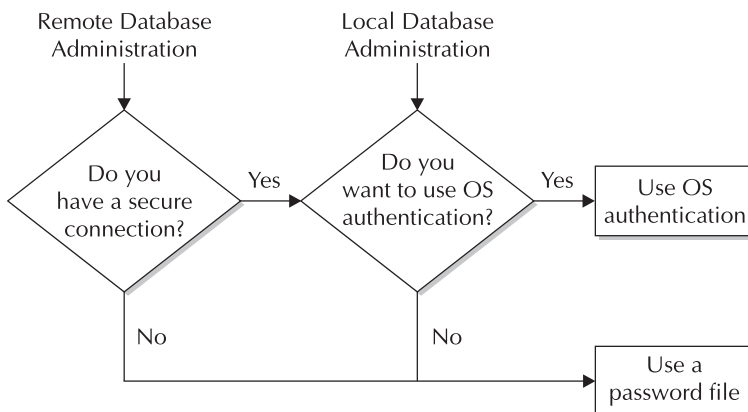 Remote Database
Administration
Local Database
Administration
Do you
have a secure
connection?
Yes
Do you
want to use OS
authentication?
Yes
Use OS
authentication
No
No
Use a
password file